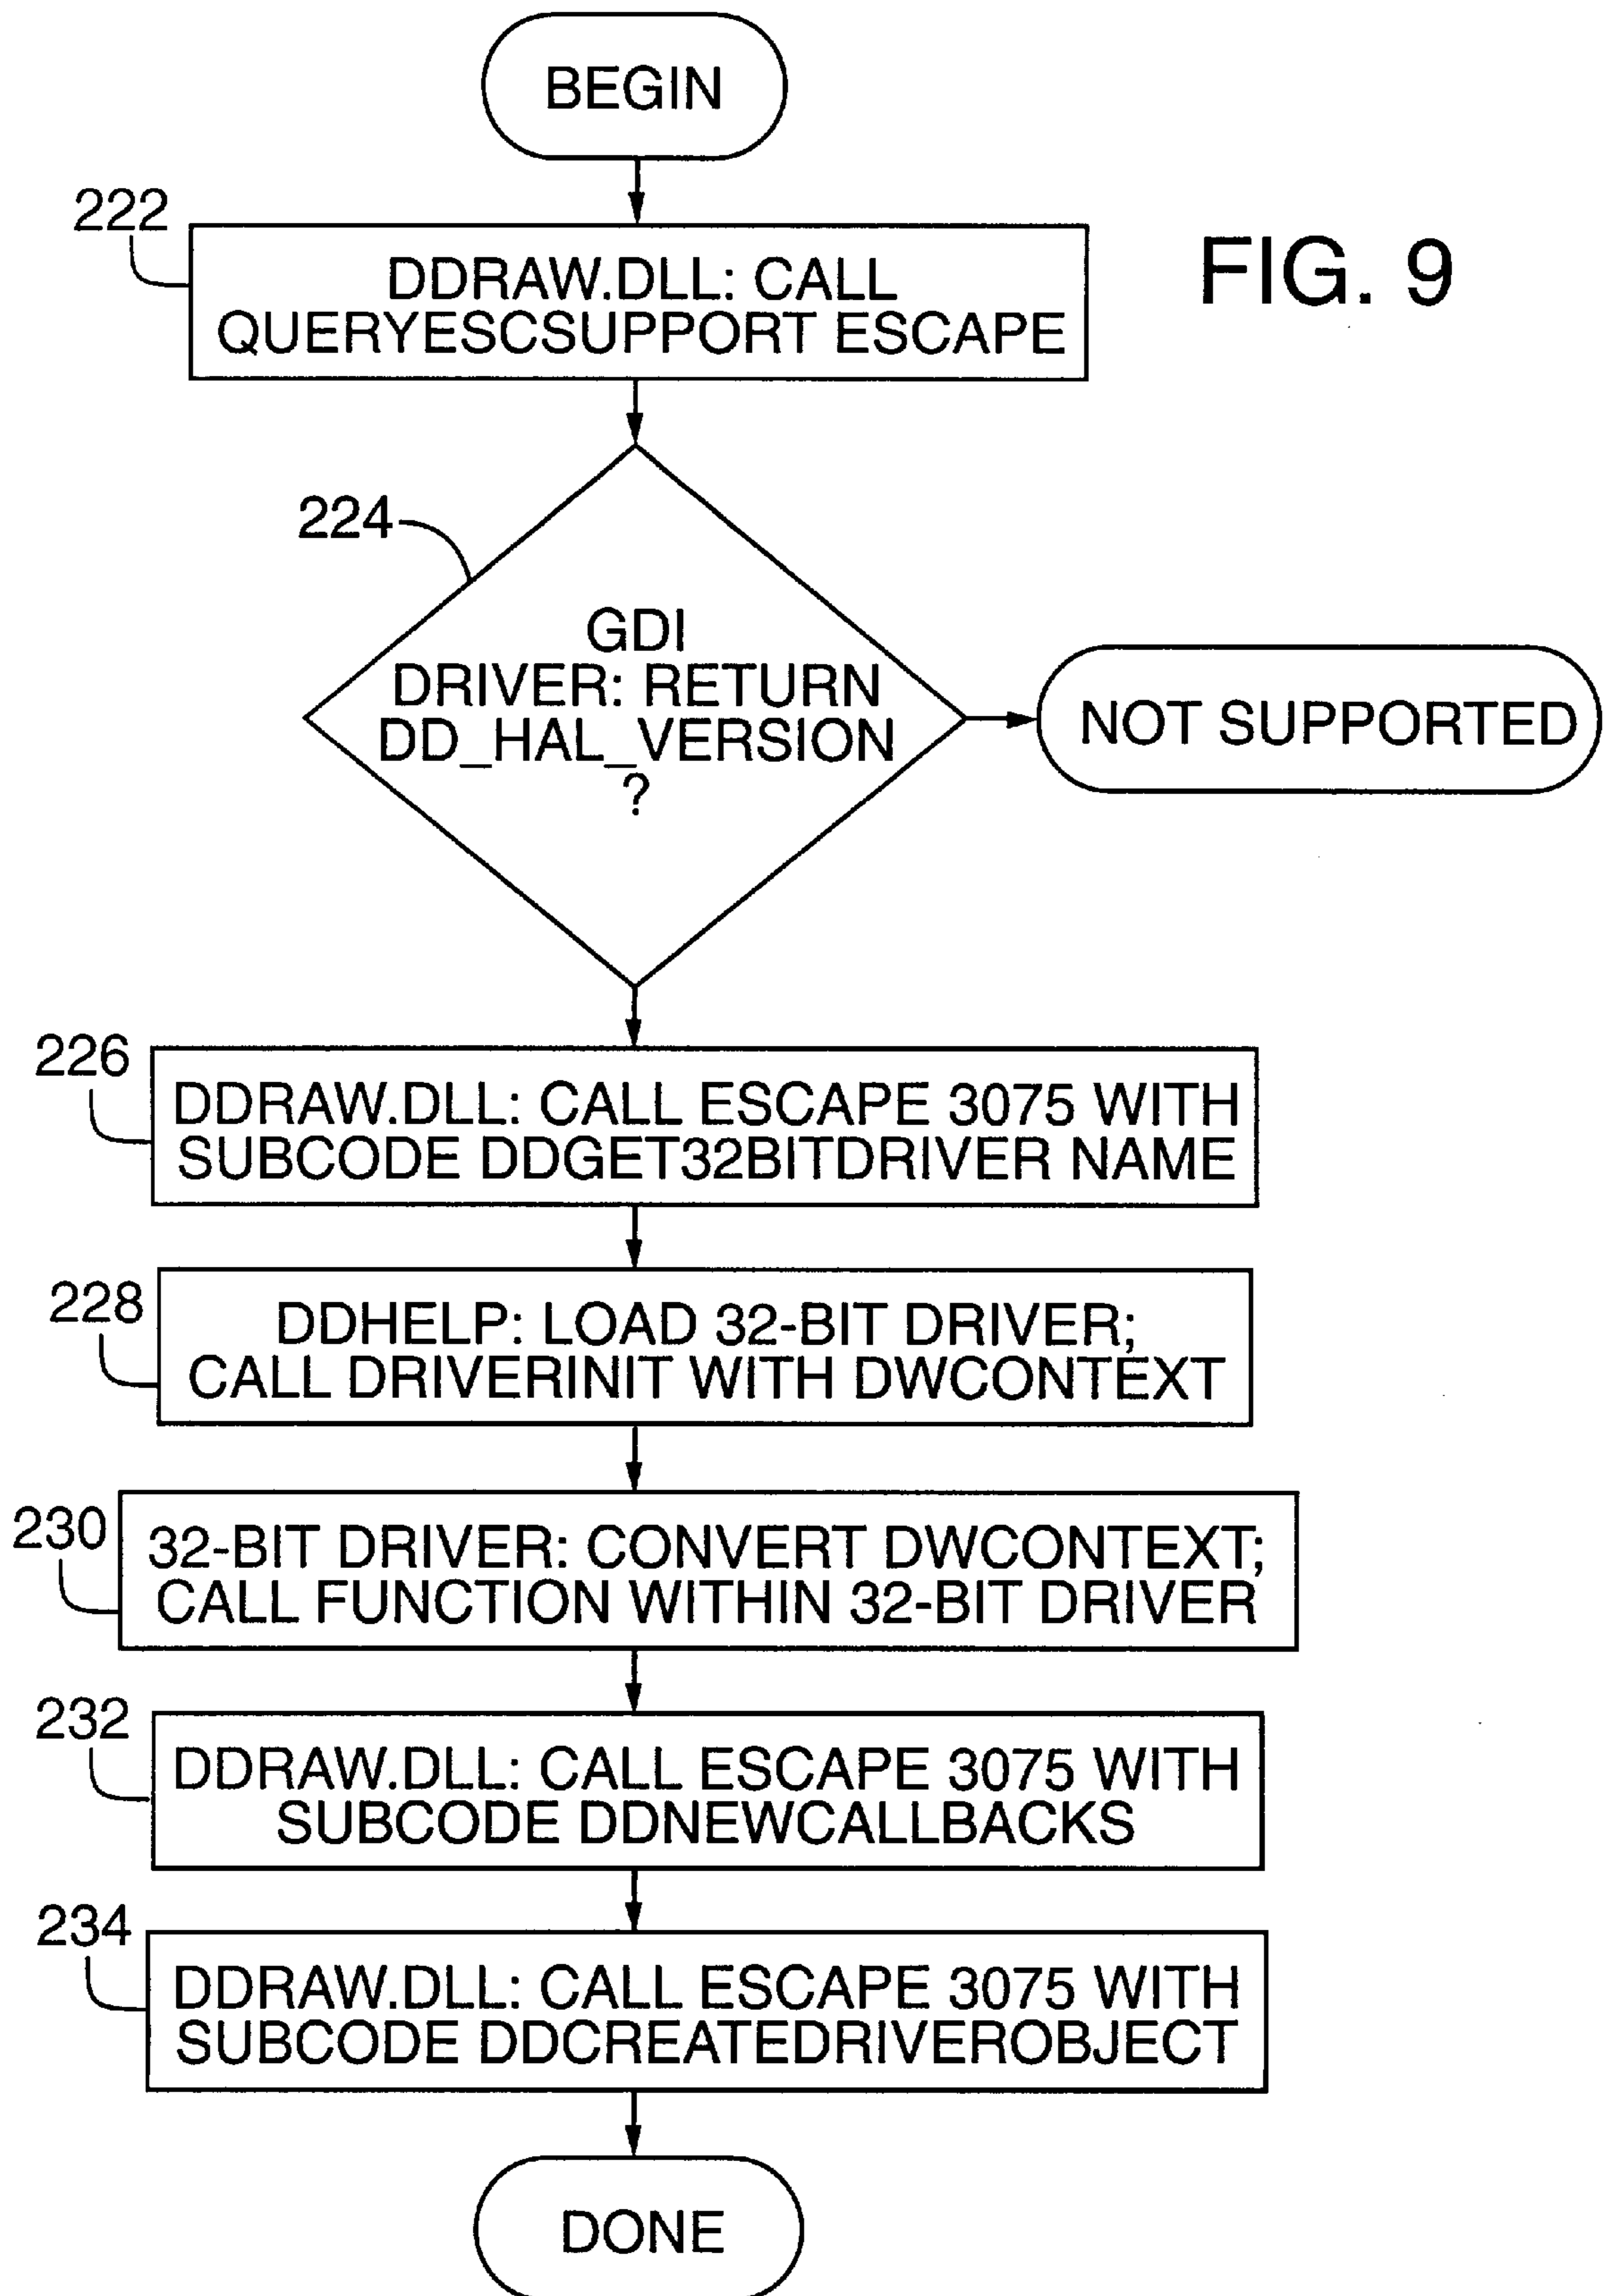 BEGIN
222
DDRAW.DLL: CALL
QUERYESCSUPPORT ESCAPE
FIG. 9
224
GDI
DRIVER: RETURN
DD_HAL_VERSION
?
NOT SUPPORTED
226
DDRAW.DLL: CALL ESCAPE 3075 WITH
SUBCODE DDGET32BITDRIVER NAME
228
DDHELP: LOAD 32-BIT DRIVER;
CALL DRIVERINIT WITH DWCONTEXT
230
32-BIT DRIVER: CONVERT DWCONTEXT;
CALL FUNCTION WITHIN 32-BIT DRIVER
232
DDRAW.DLL: CALL ESCAPE 3075 WITH
SUBCODE DDNEWCALLBACKS
234
DDRAW.DLL: CALL ESCAPE 3075 WITH
SUBCODE DDCREATEDRIVEROBJECT
DONE